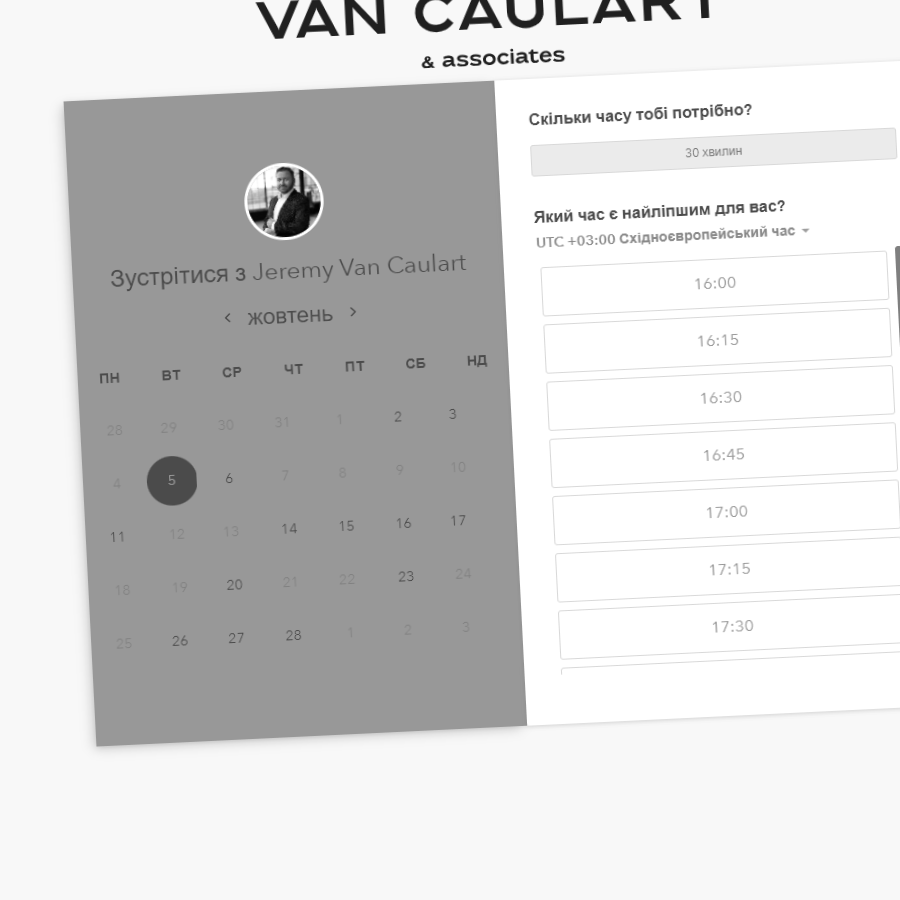 VAN CAULART
& associates
Зустрітися з Jeremy Van Caulart
‹ жовтень ›
ПН ВТ СР ЧТ ПТ СБ НД
28 29 30 31 1 2 3
4 5 6 7 8 9 10
11 12 13 14 15 16 17
18 19 20 21 22 23 24
25 26 27 28 1 2 3
Скільки часу тобі потрібно?
30 хвилин
Який час є найліпшим для вас?
UTC +03:00 Східноєвропейський час
16:00
16:15
16:30
16:45
17:00
17:15
17:30